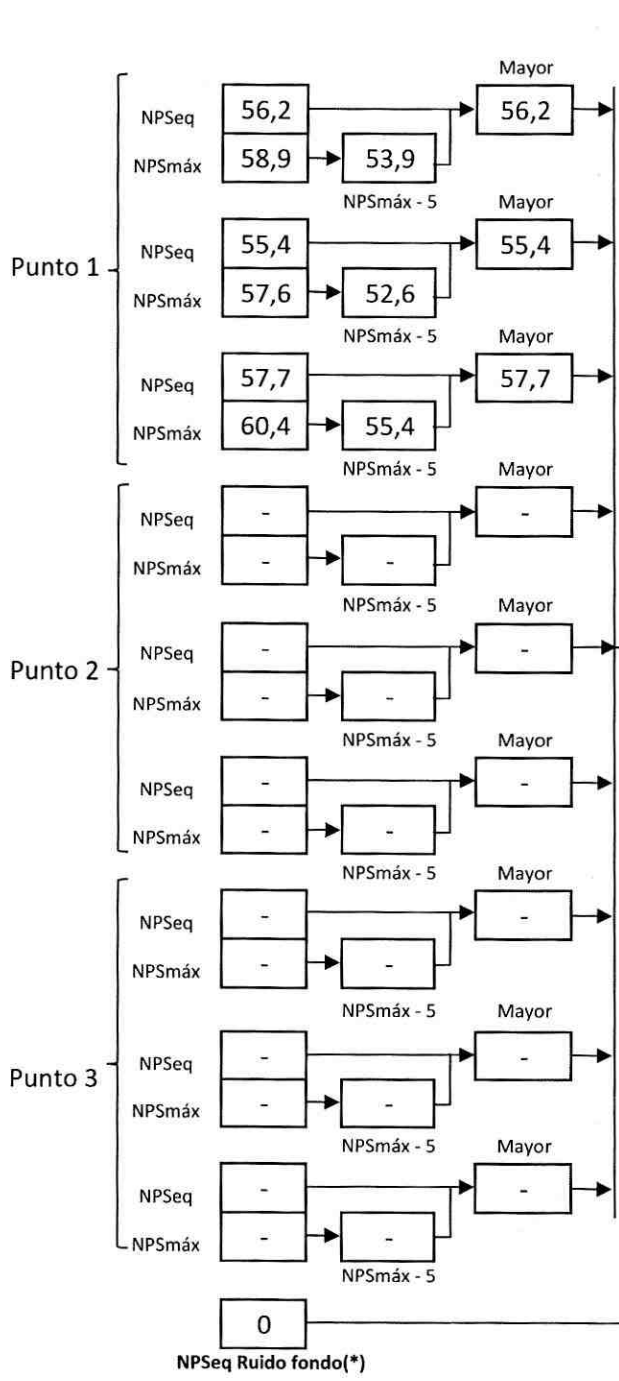 Mayor
NPSeq 56,2 56,2
NPSmáx 58,9 53,9
NPSmáx - 5 Mayor
Punto 1
NPSeq 55,4 55,4
NPSmáx 57,6 52,6
NPSmáx - 5 Mayor
NPSeq 57,7 57,7
NPSmáx 60,4 55,4
NPSmáx - 5 Mayor
NPSeq - -
NPSmáx - -
NPSmáx - 5 Mayor
Punto 2
NPSeq - -
NPSmáx - -
NPSmáx - 5 Mayor
NPSeq - -
NPSmáx - -
NPSmáx - 5 Mayor
NPSeq - -
NPSmáx - -
NPSmáx - 5 Mayor
Punto 3
NPSeq - -
NPSmáx - -
NPSmáx - 5 Mayor
NPSeq - -
NPSmáx - -
NPSmáx - 5
0
NPSeq Ruido fondo(*)